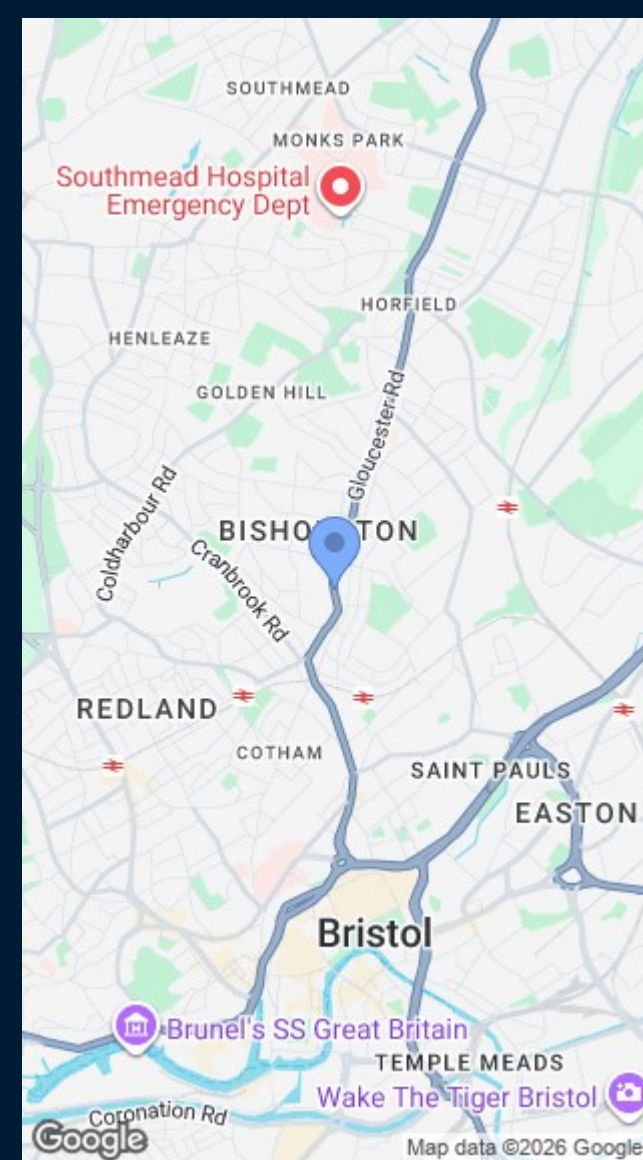 SOUTHMEAD
MONKS PARK
Southmead Hospital
Emergency Dept
HORFIELD
HENLEAZE
GOLDEN HILL
Gloucester Rd
Coldharbour Rd
Cranbrook Rd
REDLAND
COTHAM
SAINT PAULS
EASTON
Bristol
Brunel's SS Great Britain
TEMPLE MEADS
Wake The Tiger Bristol
Coronation Rd
Google
Map data ©2026 Google